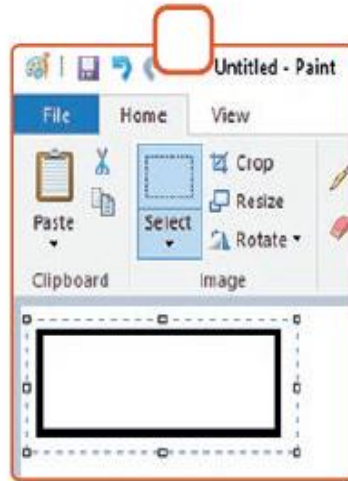 Untitled - Paint
File Home View
Crop
Resize
Paste Select Rotate
Clipboard Image